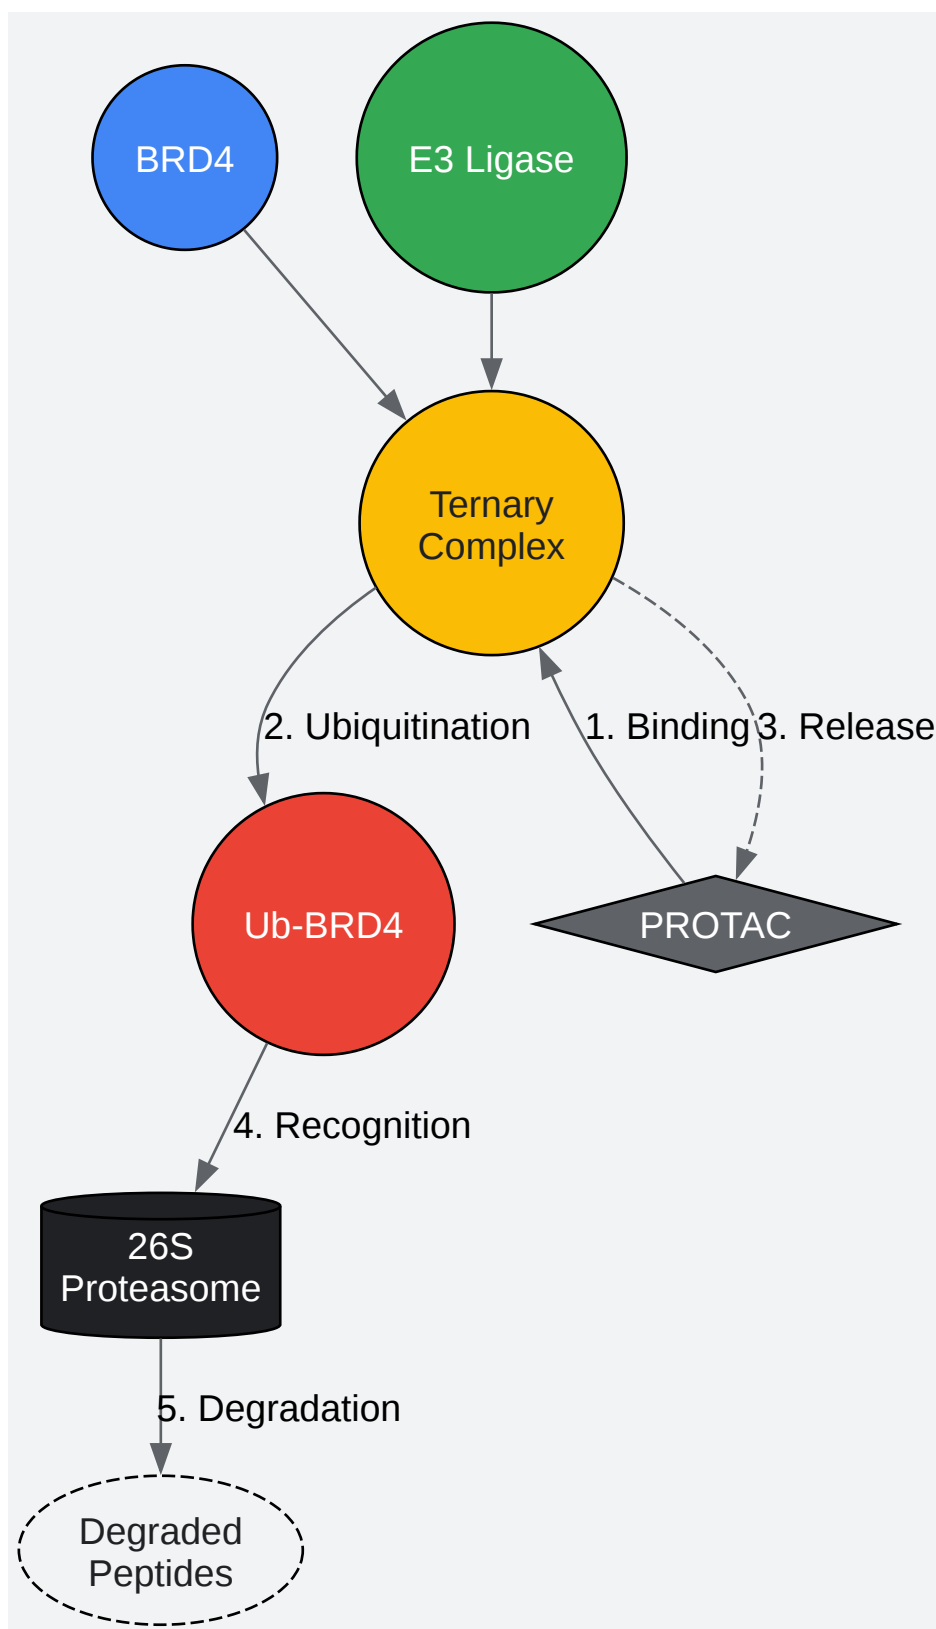 BRD4
E3 Ligase
Ternary
Complex
2. Ubiquitination
1. Binding
3. Release
Ub-BRD4
PROTAC
4. Recognition
26S
Proteasome
5. Degradation
Degraded
Peptides